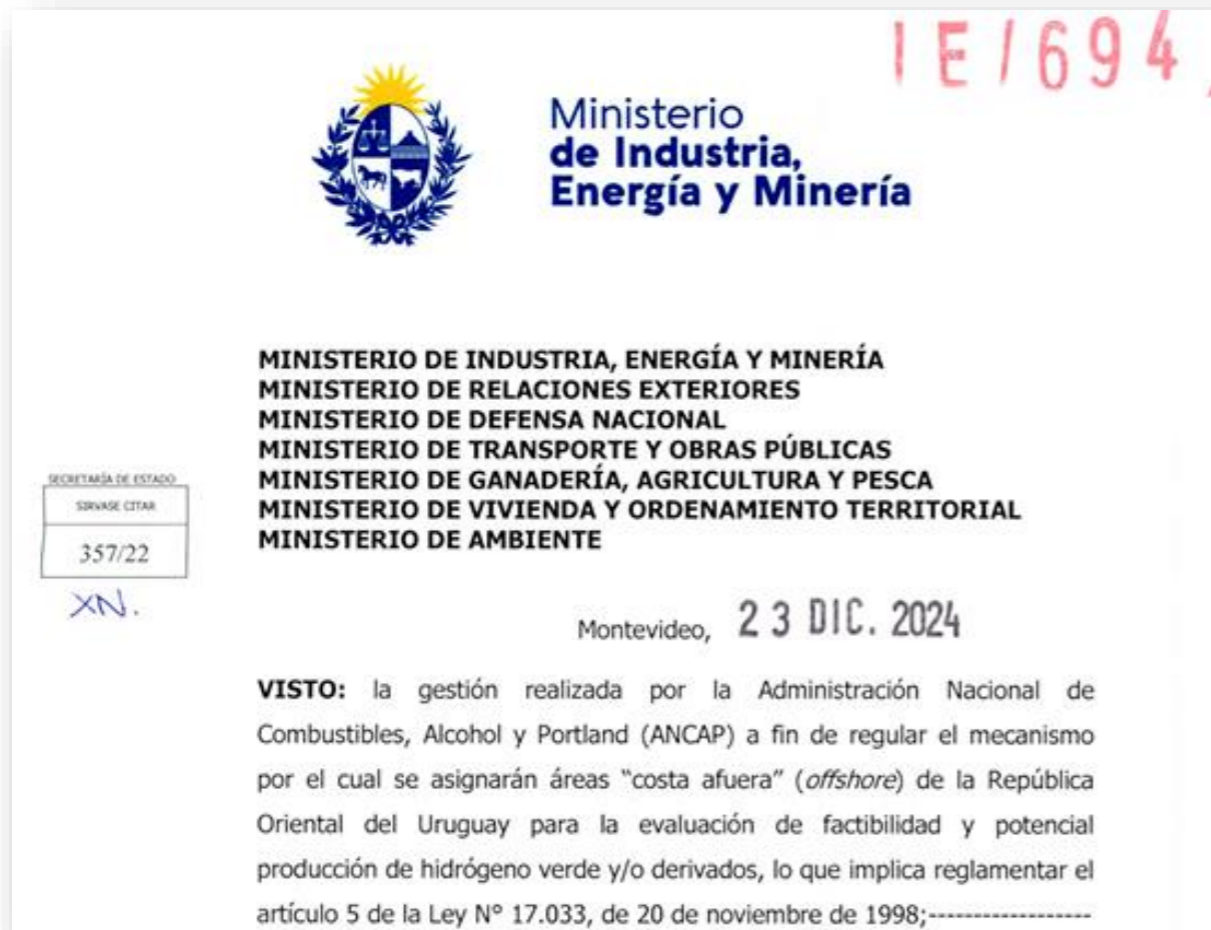 IE/694
Ministerio
de Industria,
Energía y Minería
MINISTERIO DE INDUSTRIA, ENERGÍA Y MINERÍA
MINISTERIO DE RELACIONES EXTERIORES
MINISTERIO DE DEFENSA NACIONAL
MINISTERIO DE TRANSPORTE Y OBRAS PÚBLICAS
MINISTERIO DE GANADERÍA, AGRICULTURA Y PESCA
MINISTERIO DE VIVIENDA Y ORDENAMIENTO TERRITORIAL
MINISTERIO DE AMBIENTE
SECRETARÍA DE ESTADO
SIRVASE CITAR
357/22
XN.
Montevideo, 23 DIC. 2024
VISTO: la gestión realizada por la Administración Nacional de
Combustibles, Alcohol y Portland (ANCAP) a fin de regular el mecanismo
por el cual se asignarán áreas "costa afuera" (offshore) de la República
Oriental del Uruguay para la evaluación de factibilidad y potencial
producción de hidrógeno verde y/o derivados, lo que implica reglamentar el
artículo 5 de la Ley Nº 17.033, de 20 de noviembre de 1998;------------------